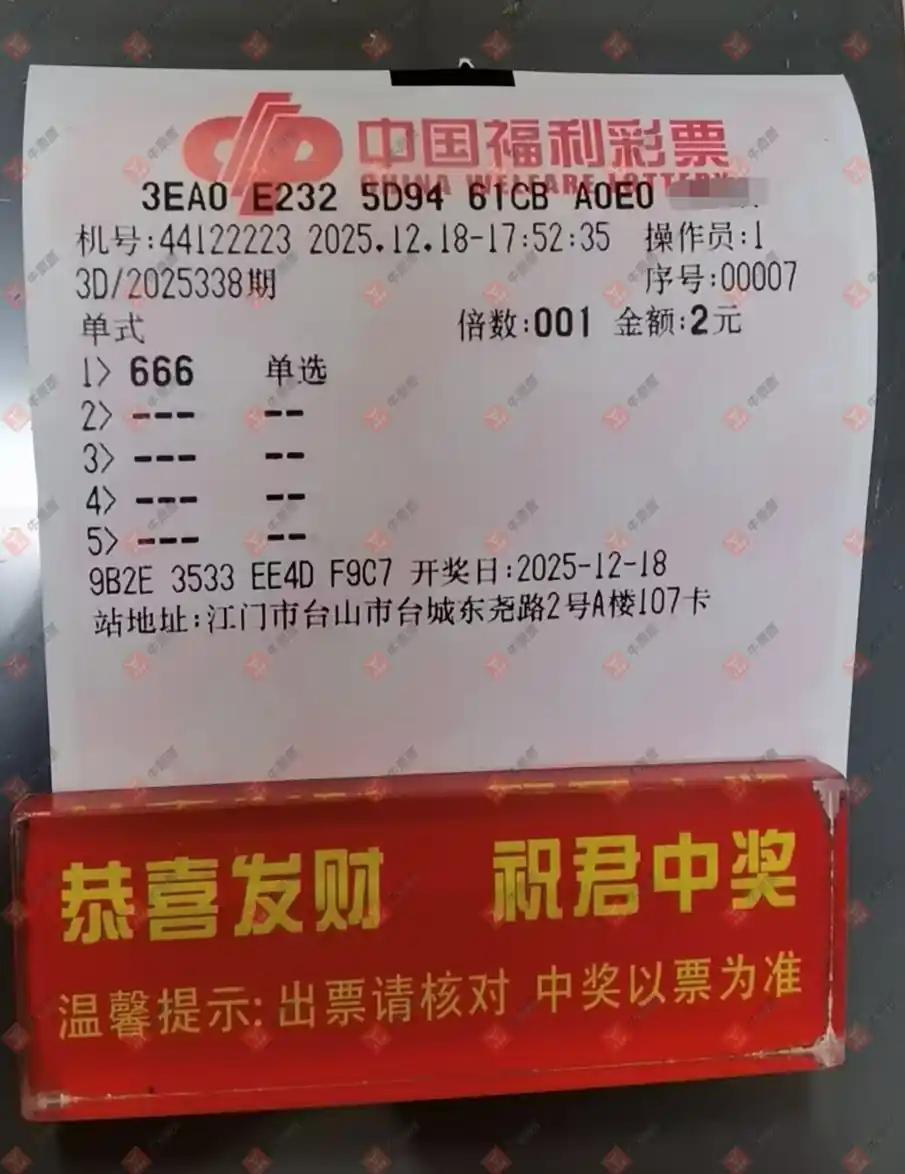 中国福利彩票
CHINA WELFARE LOTTERY
3EA0 E232 5D94 61CB A0E0
机号:44122223 2025.12.18-17:52:35 操作员:1
3D/2025338期 序号:00007
单式 倍数:001 金额:2元
1> 666 单选
2> --- --
3> --- --
4> --- --
5> --- --
9B2E 3533 EE4D F9C7 开奖日:2025-12-18
站地址:江门市台山市台城东尧路2号A楼107卡
恭喜发财 祝君中奖
温馨提示:出票请核对 中奖以票为准